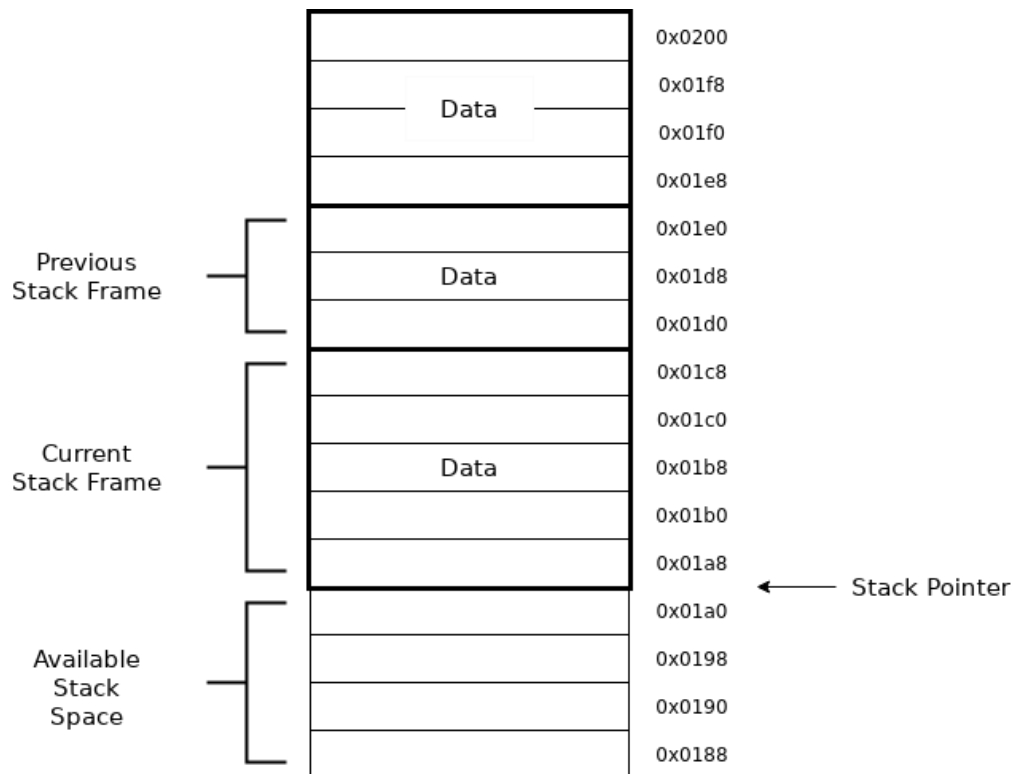 0x0200
0x01f8
Data
0x01f0
0x01e8
0x01e0
Previous
Stack Frame
Data
0x01d8
0x01d0
0x01c8
0x01c0
Current
Stack Frame
Data
0x01b8
0x01b0
0x01a8
Stack Pointer
0x01a0
Available
Stack
Space
0x0198
0x0190
0x0188